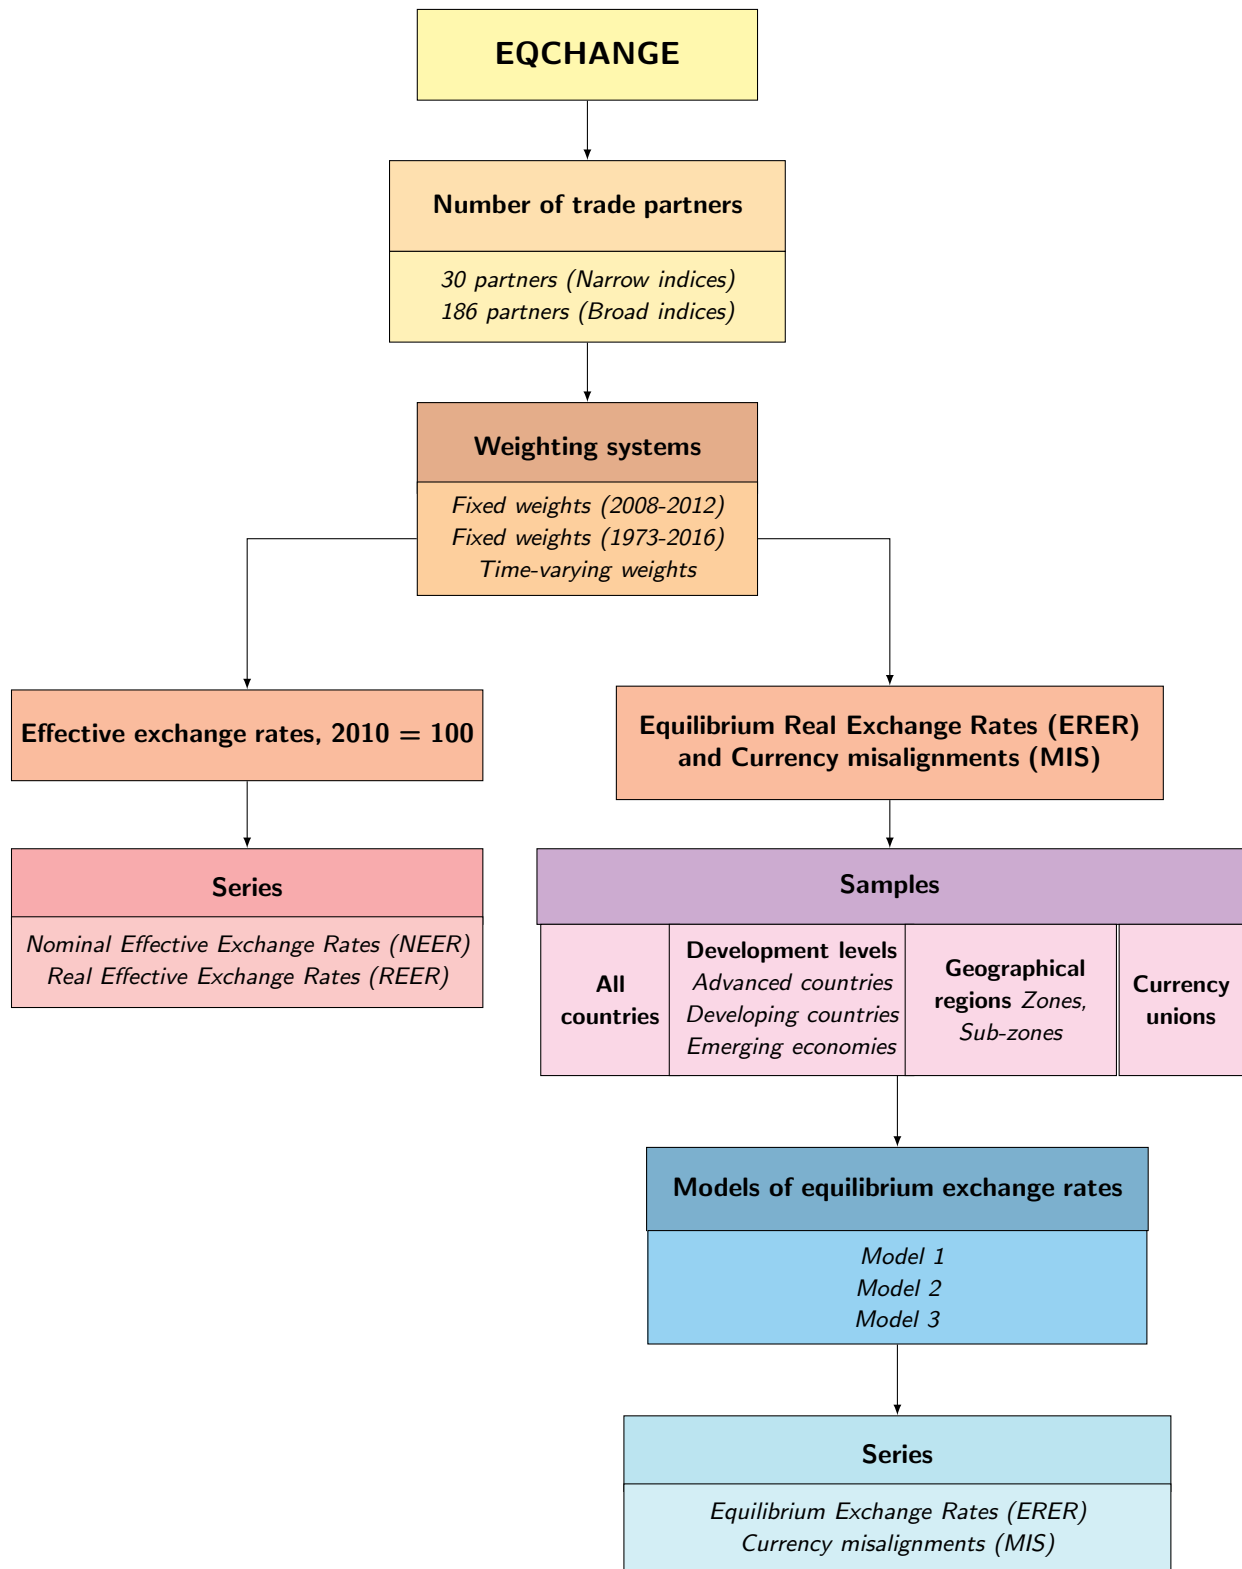 EQCHANGE
Number of trade partners
30 partners (Narrow indices)
186 partners (Broad indices)
Weighting systems
Fixed weights (2008-2012)
Fixed weights (1973-2016)
Time-varying weights
Effective exchange rates, 2010 = 100
Series
Nominal Effective Exchange Rates (NEER)
Real Effective Exchange Rates (REER)
Equilibrium Real Exchange Rates (ERER)
and Currency misalignments (MIS)
Samples
All
countries
Development levels
Advanced countries
Developing countries
Emerging economies
Geographical
regions Zones,
Sub-zones
Currency
unions
Models of equilibrium exchange rates
Model 1
Model 2
Model 3
Series
Equilibrium Exchange Rates (ERER)
Currency misalignments (MIS)